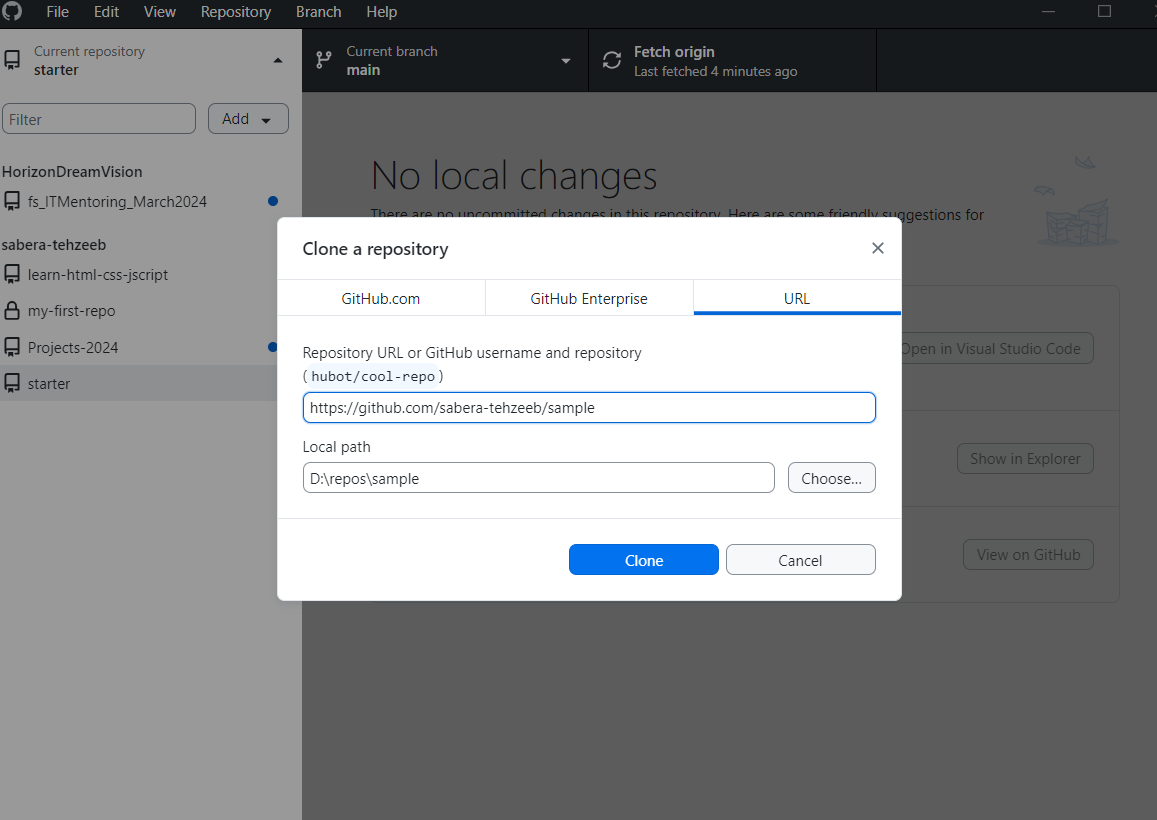 File Edit View Repository Branch Help
Current repository
starter
Current branch
main
Fetch origin
Last fetched 4 minutes ago
Filter
Add
HorizonDreamVision
fs_ITMentoring_March2024
sabera-tehzeeb
learn-html-css-jscript
my-first-repo
Projects-2024
starter
No local changes
There are no uncommitted changes in this repository. Here are some friendly suggestions for
Clone a repository
GitHub.com
GitHub Enterprise
URL
Repository URL or GitHub username and repository
(hubot/cool-repo)
https://github.com/sabera-tehzeeb/sample
Local path
D:\repos\sample
Choose...
Clone
Cancel
Open in Visual Studio Code
Show in Explorer
View on GitHub